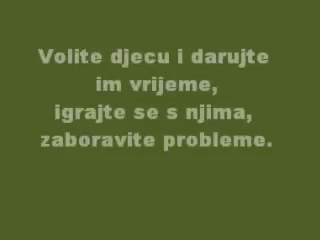 Volite djecu i darujte
im vrijeme,
igrajte se s njima,
zaboravite probleme.